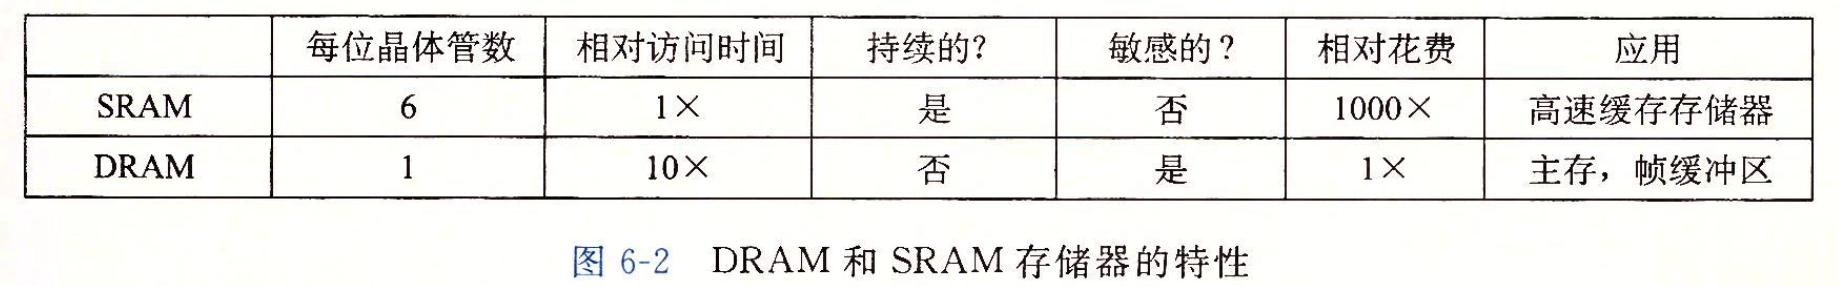 每位晶体管数 相对访问时间 持续的? 敏感的? 相对花费 应用
SRAM 6 1× 是 否 1000× 高速缓存存储器
DRAM 1 10× 否 是 1× 主存，帧缓冲区
图 6-2 DRAM 和 SRAM 存储器的特性